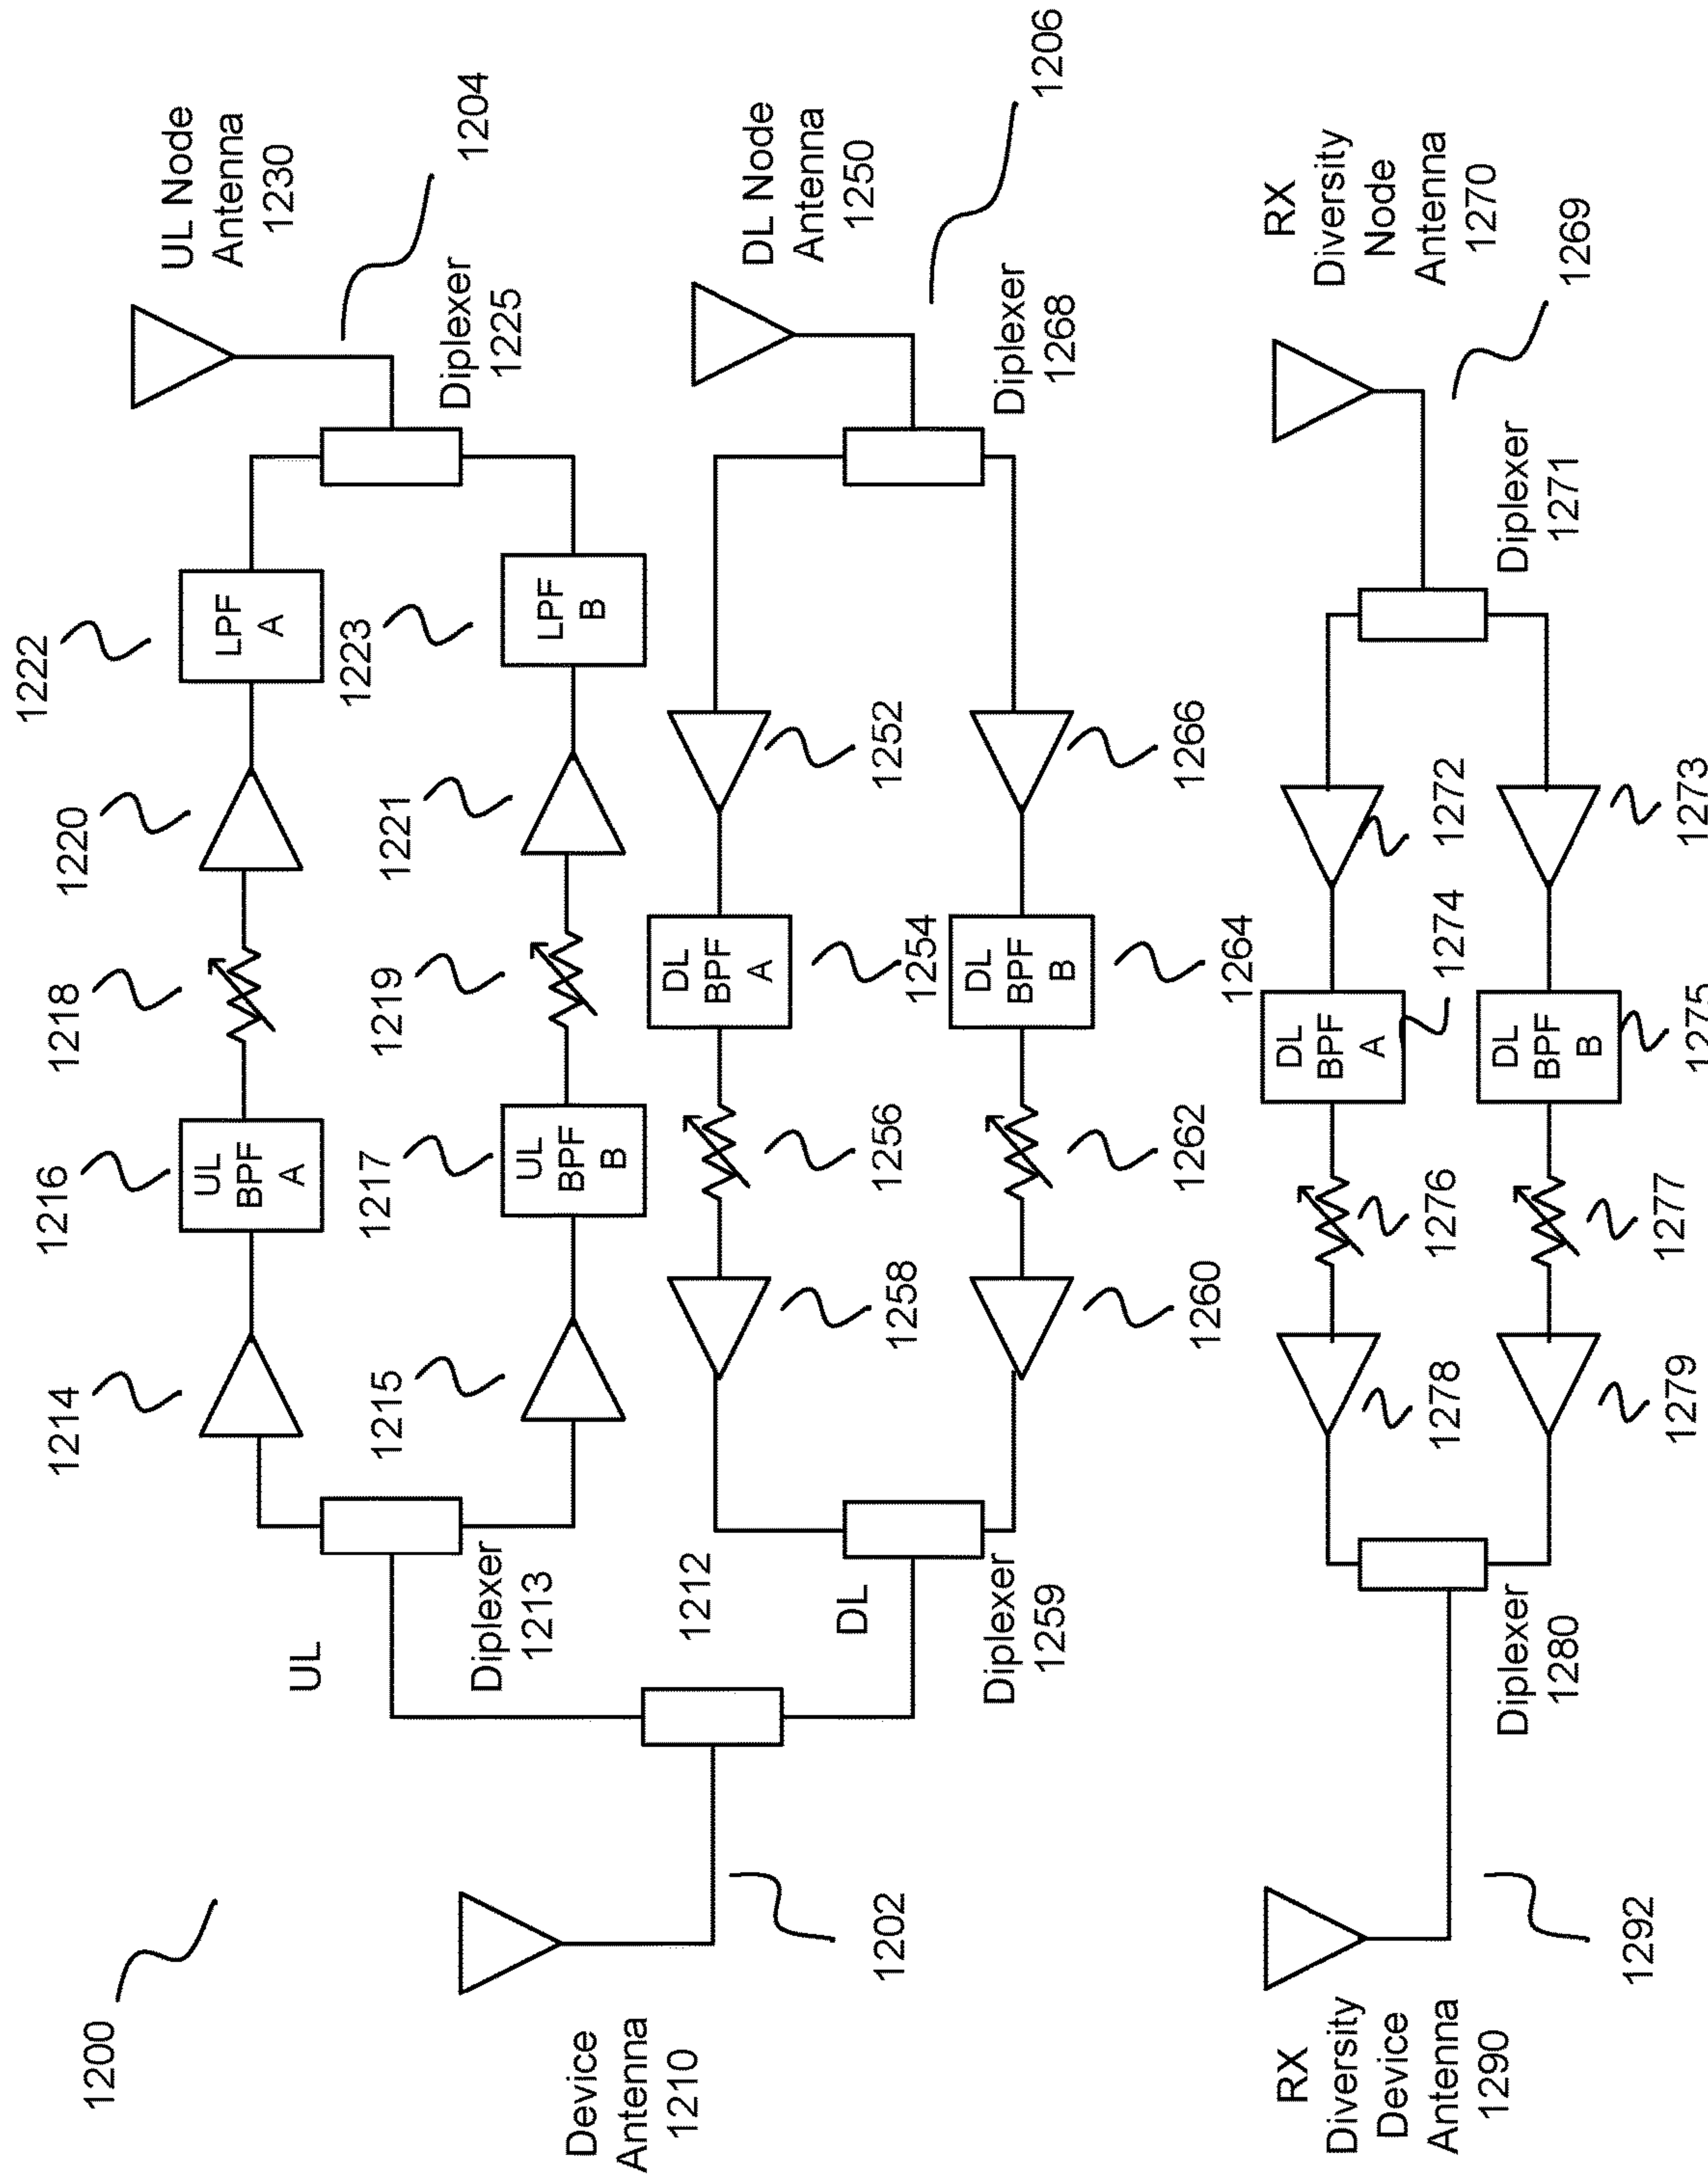 1200
Device
Antenna
1210
1202
UL
Diplexer
1213
1212
DL
Diplexer
1259
1214
1216
UL
BPF
A
1218
1220
1222
LPF
A
1215
1217
UL
BPF
B
1219
1221
1223
LPF
B
Diplexer
1225
UL Node
Antenna
1230
1204
1258
1256
1254
DL
BPF
A
1252
1260
1262
1264
DL
BPF
B
1266
Diplexer
1268
DL Node
Antenna
1250
1206
RX
Diversity
Device
Antenna
1290
1292
Diplexer
1280
1278
1276
1274
DL
BPF
A
1272
1279
1277
1275
DL
BPF
B
1273
Diplexer
1271
RX
Diversity
Node
Antenna
1270
1269